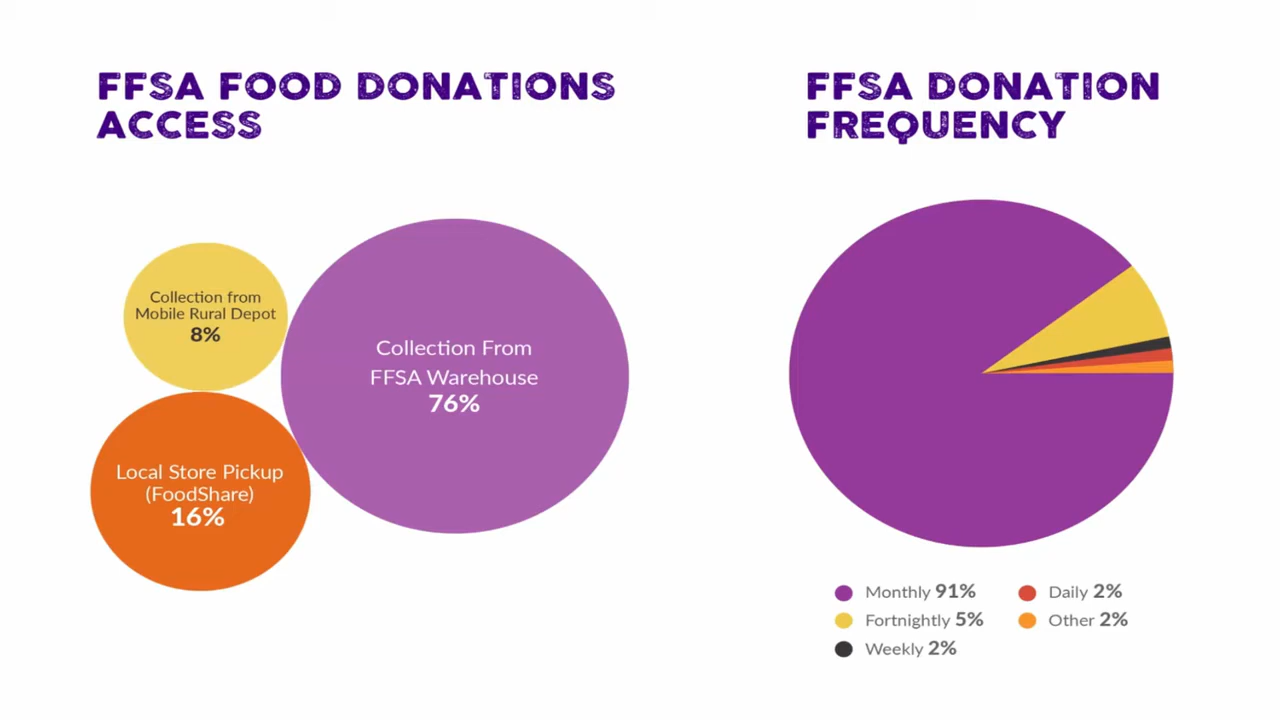 FFSA FOOD DONATIONS
ACCESS
Collection from
Mobile Rural Depot
8%
Collection From
FFSA Warehouse
76%
Local Store Pickup
(FoodShare)
16%
FFSA DONATION
FREQUENCY
Monthly 91%
Fortnightly 5%
Weekly 2%
Daily 2%
Other 2%